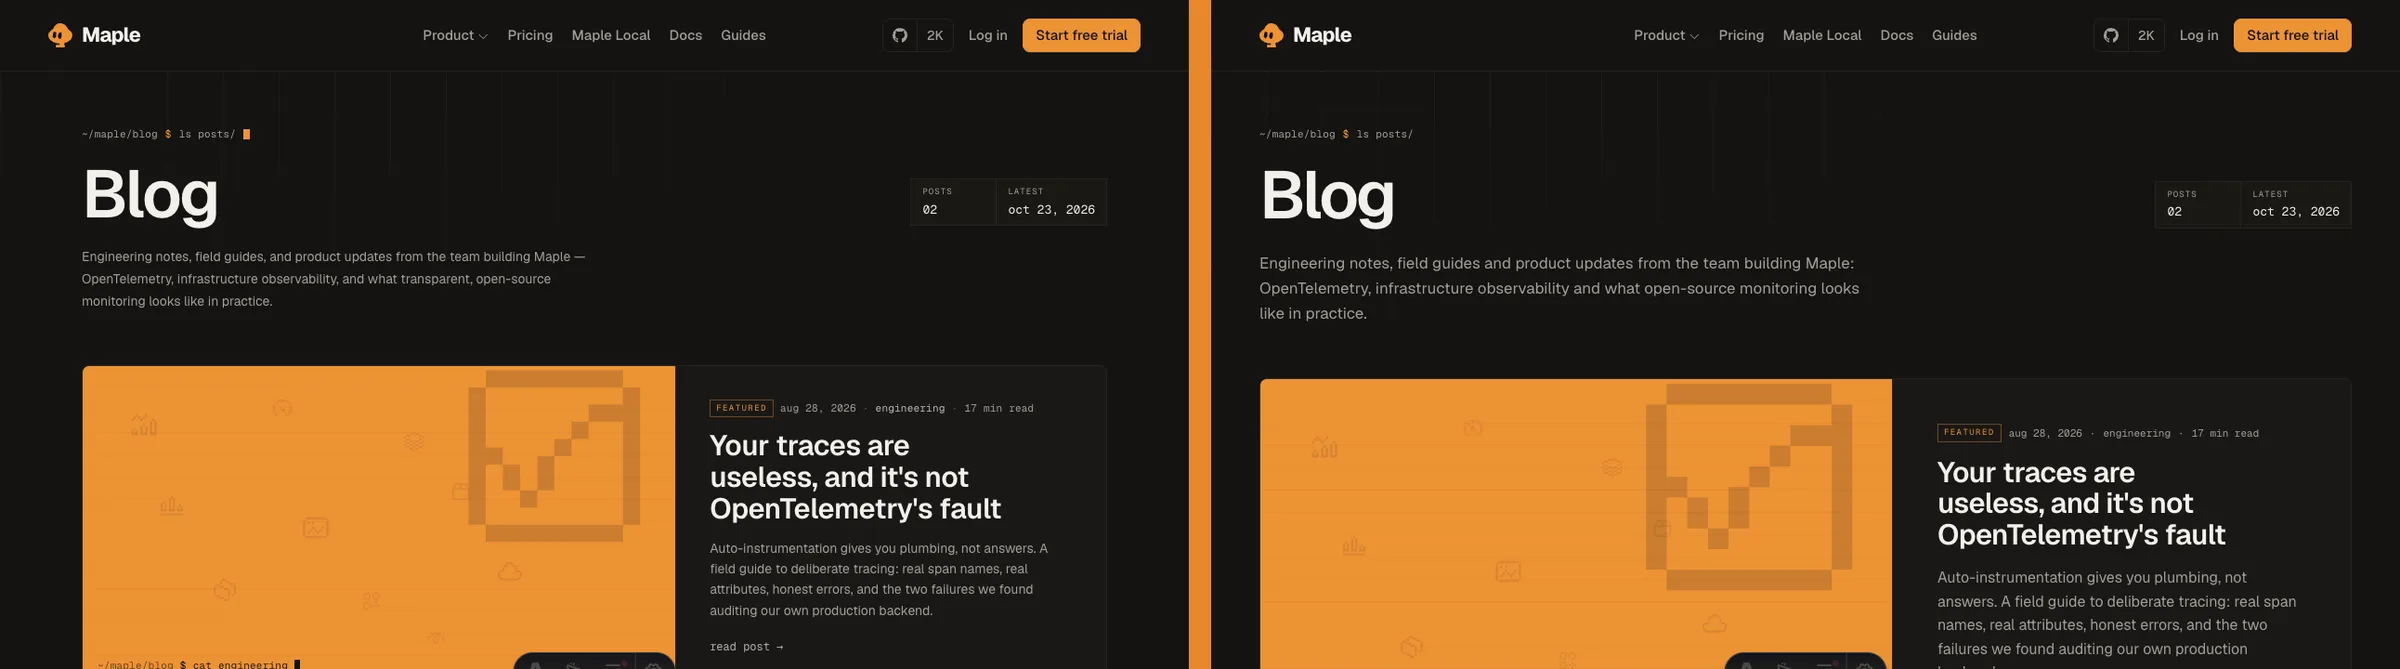 Maple
Product
Pricing
Maple Local
Docs
Guides
2K
Log in
Start free trial
~/maple/blog $ ls posts/
Blog
POSTS
02
LATEST
oct 23, 2026
Engineering notes, field guides, and product updates from the team building Maple —
OpenTelemetry, infrastructure observability, and what transparent, open-source
monitoring looks like in practice.
FEATURED aug 28, 2026 · engineering · 17 min read
Your traces are
useless, and it's not
OpenTelemetry's fault
Auto-instrumentation gives you plumbing, not answers. A
field guide to deliberate tracing: real span names, real
attributes, honest errors, and the two failures we found
auditing our own production backend.
read post →
~/maple/blog $ cat engineering
Maple
Product
Pricing
Maple Local
Docs
Guides
2K
Log in
Start free trial
~/maple/blog $ ls posts/
Blog
POSTS
02
LATEST
oct 23, 2026
Engineering notes, field guides and product updates from the team building Maple:
OpenTelemetry, infrastructure observability and what open-source monitoring looks
like in practice.
FEATURED aug 28, 2026 · engineering · 17 min read
Your traces are
useless, and it's not
OpenTelemetry's fault
Auto-instrumentation gives you plumbing, not
answers. A field guide to deliberate tracing: real span
names, real attributes, honest errors, and the two
failures we found auditing our own production